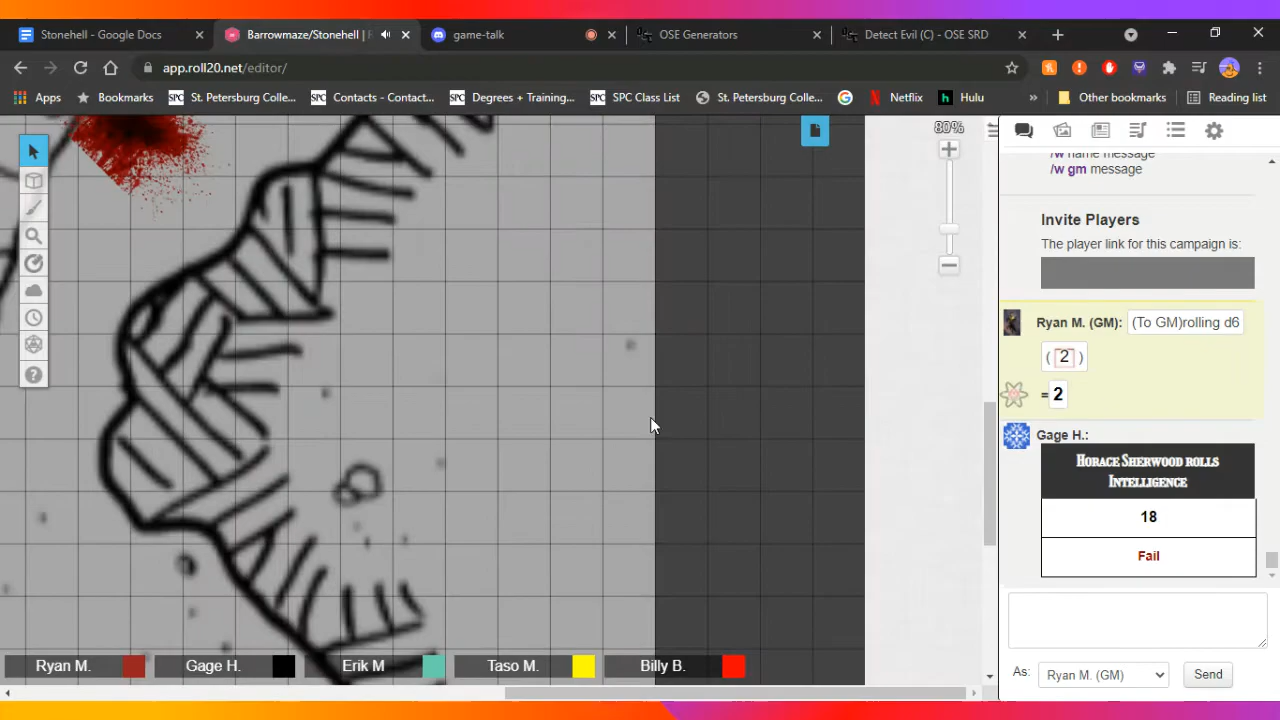 Stonehell - Google Docs
Barrowmaze/Stonehell |
game-talk
OSE Generators
Detect Evil (C) - OSE SRD
app.roll20.net/editor/
Apps
Bookmarks
St. Petersburg Colle...
Contacts - Contact...
Degrees + Training...
SPC Class List
St. Petersburg Colle...
Netflix
Hulu
Other bookmarks
Reading list
80%
/w name message
/w gm message
Invite Players
The player link for this campaign is:
Ryan M. (GM): (To GM)rolling d6
( 2 )
= 2
Gage H.:
Horace Sherwood rolls
Intelligence
18
Fail
As: Ryan M. (GM) Send
Ryan M.
Gage H.
Erik M
Taso M.
Billy B.